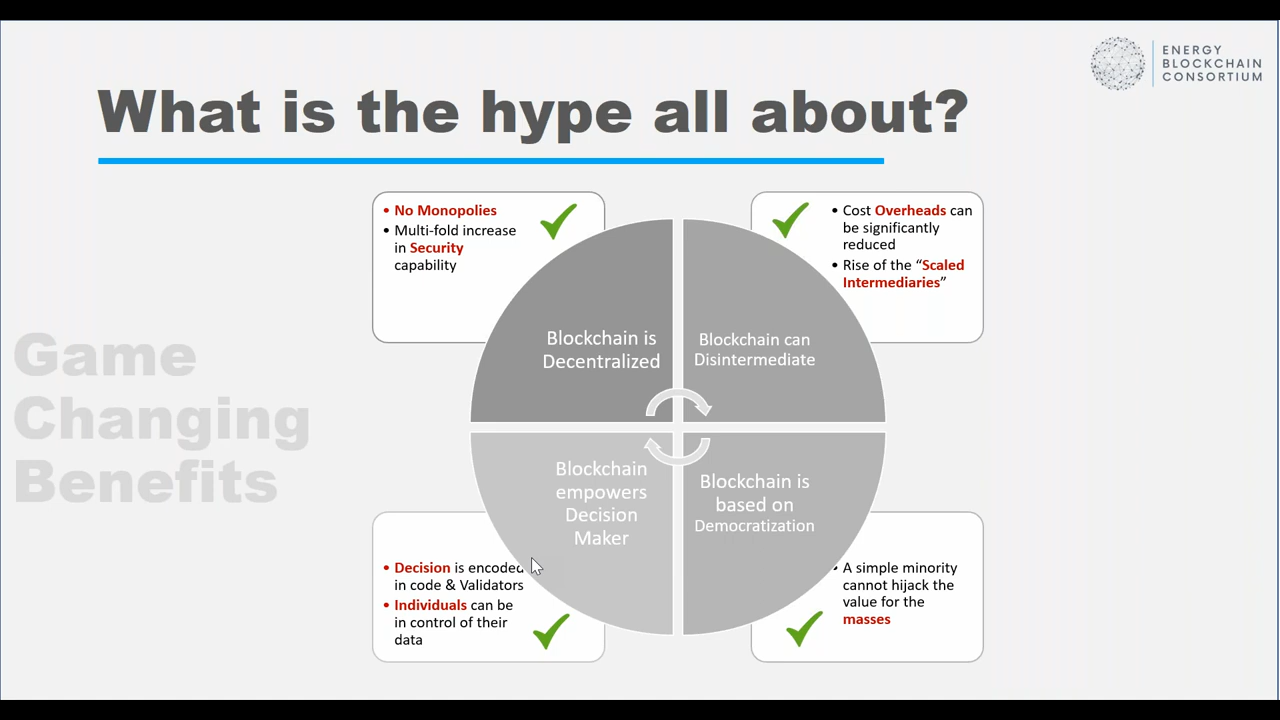 ENERGY
BLOCKCHAIN
CONSORTIUM
What is the hype all about?
• No Monopolies
• Multi-fold increase
in Security
capability
• Cost Overheads can
be significantly
reduced
• Rise of the “Scaled
Intermediaries”
Blockchain is
Decentralized
Blockchain can
Disintermediate
Game
Changing
Benefits
Blockchain
empowers
Decision
Maker
Blockchain is
based on
Democratization
• Decision is encoded
in code & Validators
• Individuals can be
in control of their
data
• A simple minority
cannot hijack the
value for the
masses